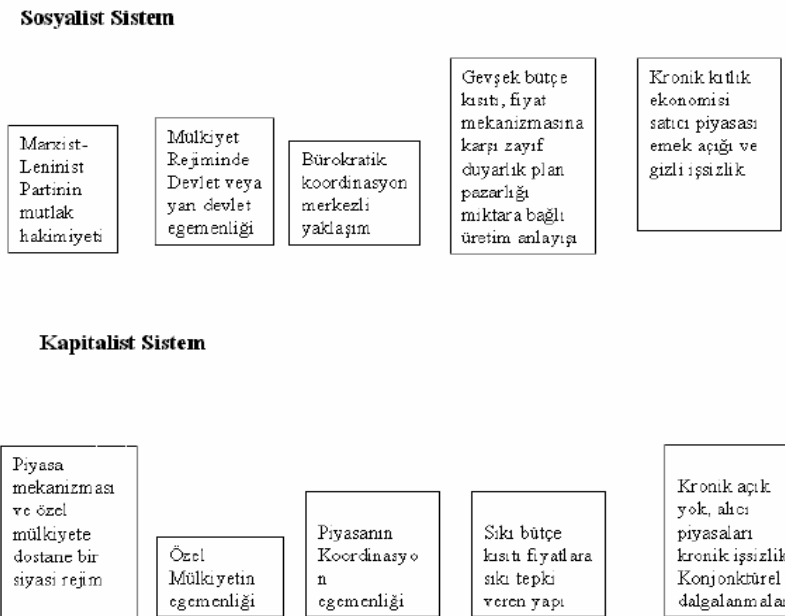 Sosyalist Sistem
Marxist-
Leninist
Partinin
mutlak
hakimiyeti
Mülkiyet
Rejiminde
Devlet veya
yarı devlet
egemenliği
Bürokratik
koordinasyon
merkezli
yaklaşım
Gevşek bütçe
kısıtı, fiyat
mekanizmasına
karşı zayıf
duyarlık plan
pazarlığı
miktara bağlı
üretim anlayışı
Kronik kıtlık
ekonomisi
satıcı piyasası
emek açığı ve
gizli işsizlik
Kapitalist Sistem
Piyasa
mekanizması
ve özel
mülkiyete
dostane bir
siyasi rejim
Özel
Mülkiyetin
egemenliği
Piyasanın
Koordinasyo
n
egemenliği
Sıkı bütçe
kısıtı fiyatlara
sıkı tepki
veren yapı
Kronik açık
yok, alıcı
piyasaları
kronik işsizlik
Konjonktürel
dalgalanmalar